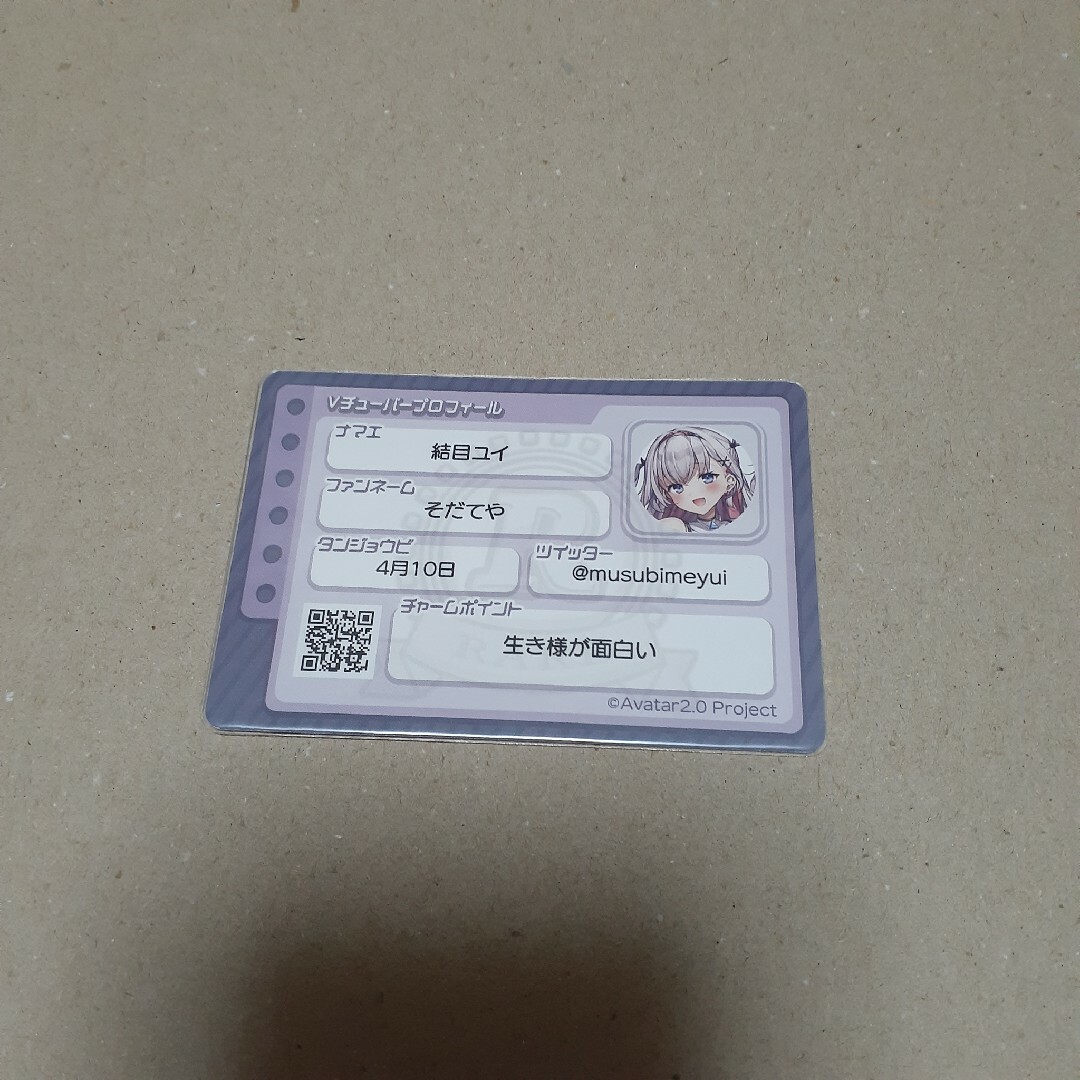 Vチューバープロフィール
ナマエ
結目ユイ
ファンネーム
そだてや
タンジョウビ
4月10日
ツイッター
@musubimeyui
チャームポイント
生き様が面白い
©Avatar2.0 Project